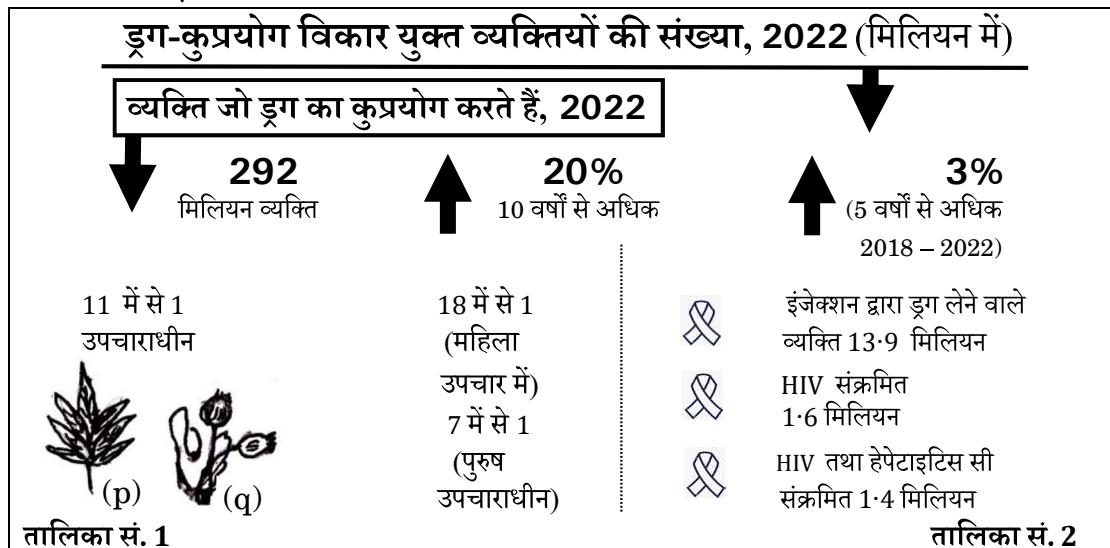 ड्रग-कुप्रयोग विकार युक्त व्यक्तियों की संख्या, 2022 (मिलियन में)
व्यक्ति जो ड्रग का कुप्रयोग करते हैं, 2022
292
मिलियन व्यक्ति
20%
10 वर्षों से अधिक
3%
(5 वर्षों से अधिक
2018 – 2022)
11 में से 1
उपचाराधीन
(p)
(q)
18 में से 1
(महिला
उपचार में)
7 में से 1
(पुरुष
उपचाराधीन)
इंजेक्शन द्वारा ड्रग लेने वाले
व्यक्ति 13·9 मिलियन
HIV संक्रमित
1·6 मिलियन
HIV तथा हेपेटाइटिस सी
संक्रमित 1·4 मिलियन
तालिका सं. 1
तालिका सं. 2